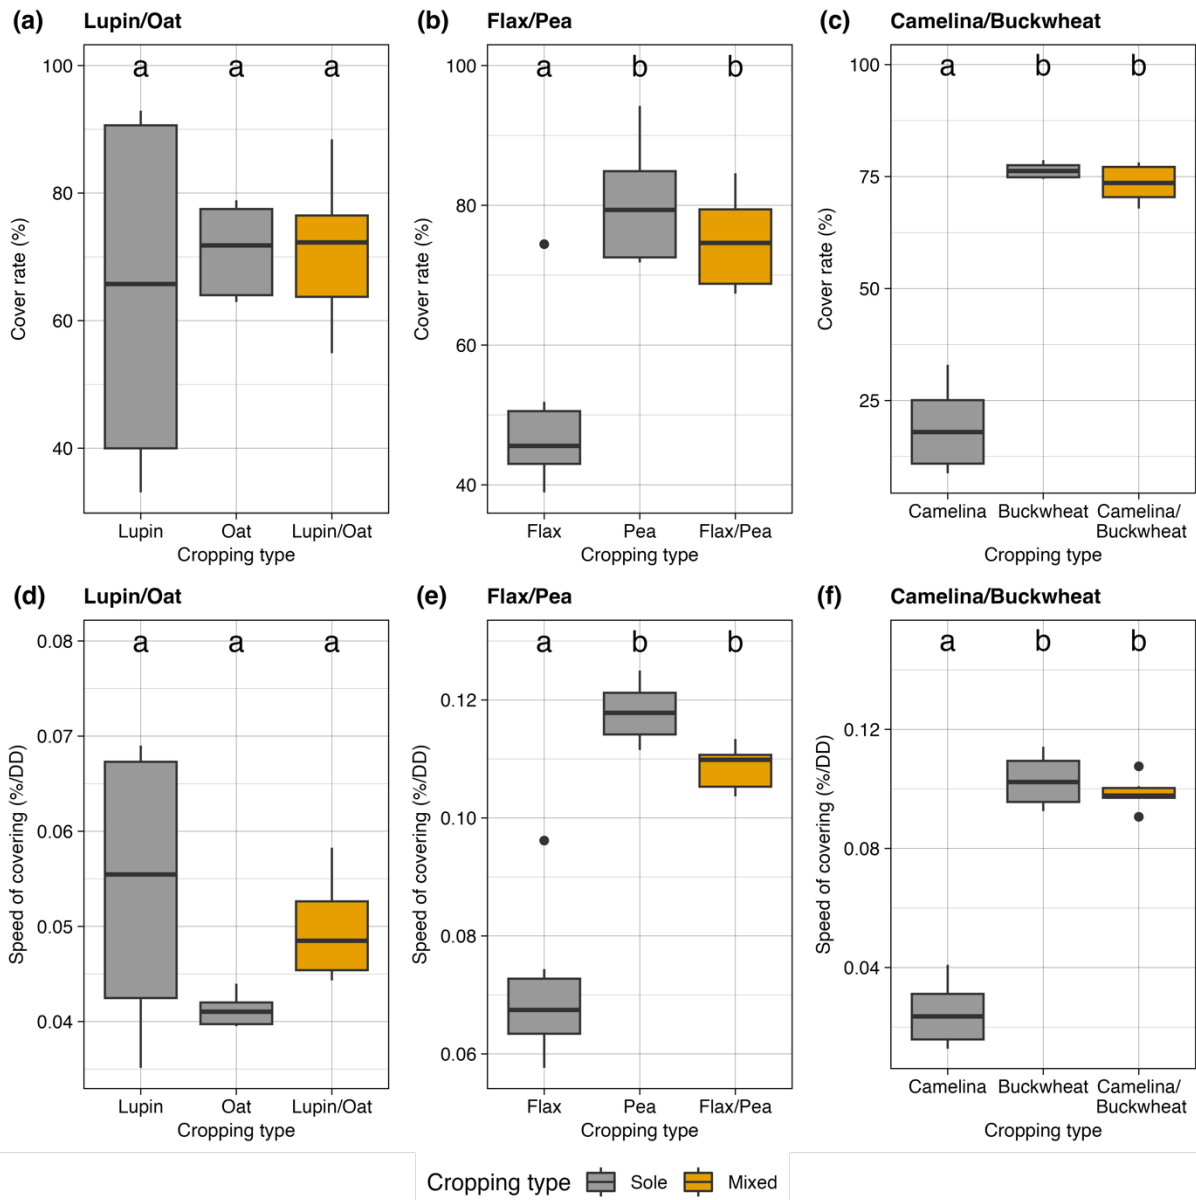 (a) Lupin/Oat
(b) Flax/Pea
(c) Camelina/Buckwheat
a a a
100
80
60
40
Cover rate (%)
Lupin Oat Lupin/Oat
Cropping type
a b b
100
80
60
40
Cover rate (%)
Flax Pea Flax/Pea
Cropping type
a b b
100
75
50
25
Cover rate (%)
Camelina Buckwheat Camelina/
Buckwheat
Cropping type
(d) Lupin/Oat
(e) Flax/Pea
(f) Camelina/Buckwheat
a a a
0.08
0.07
0.06
0.05
0.04
Speed of covering (%/DD)
Lupin Oat Lupin/Oat
Cropping type
a b b
0.12
0.10
0.08
0.06
Speed of covering (%/DD)
Flax Pea Flax/Pea
Cropping type
a b b
0.12
0.08
0.04
Speed of covering (%/DD)
Camelina Buckwheat Camelina/
Buckwheat
Cropping type
Cropping type Sole Mixed